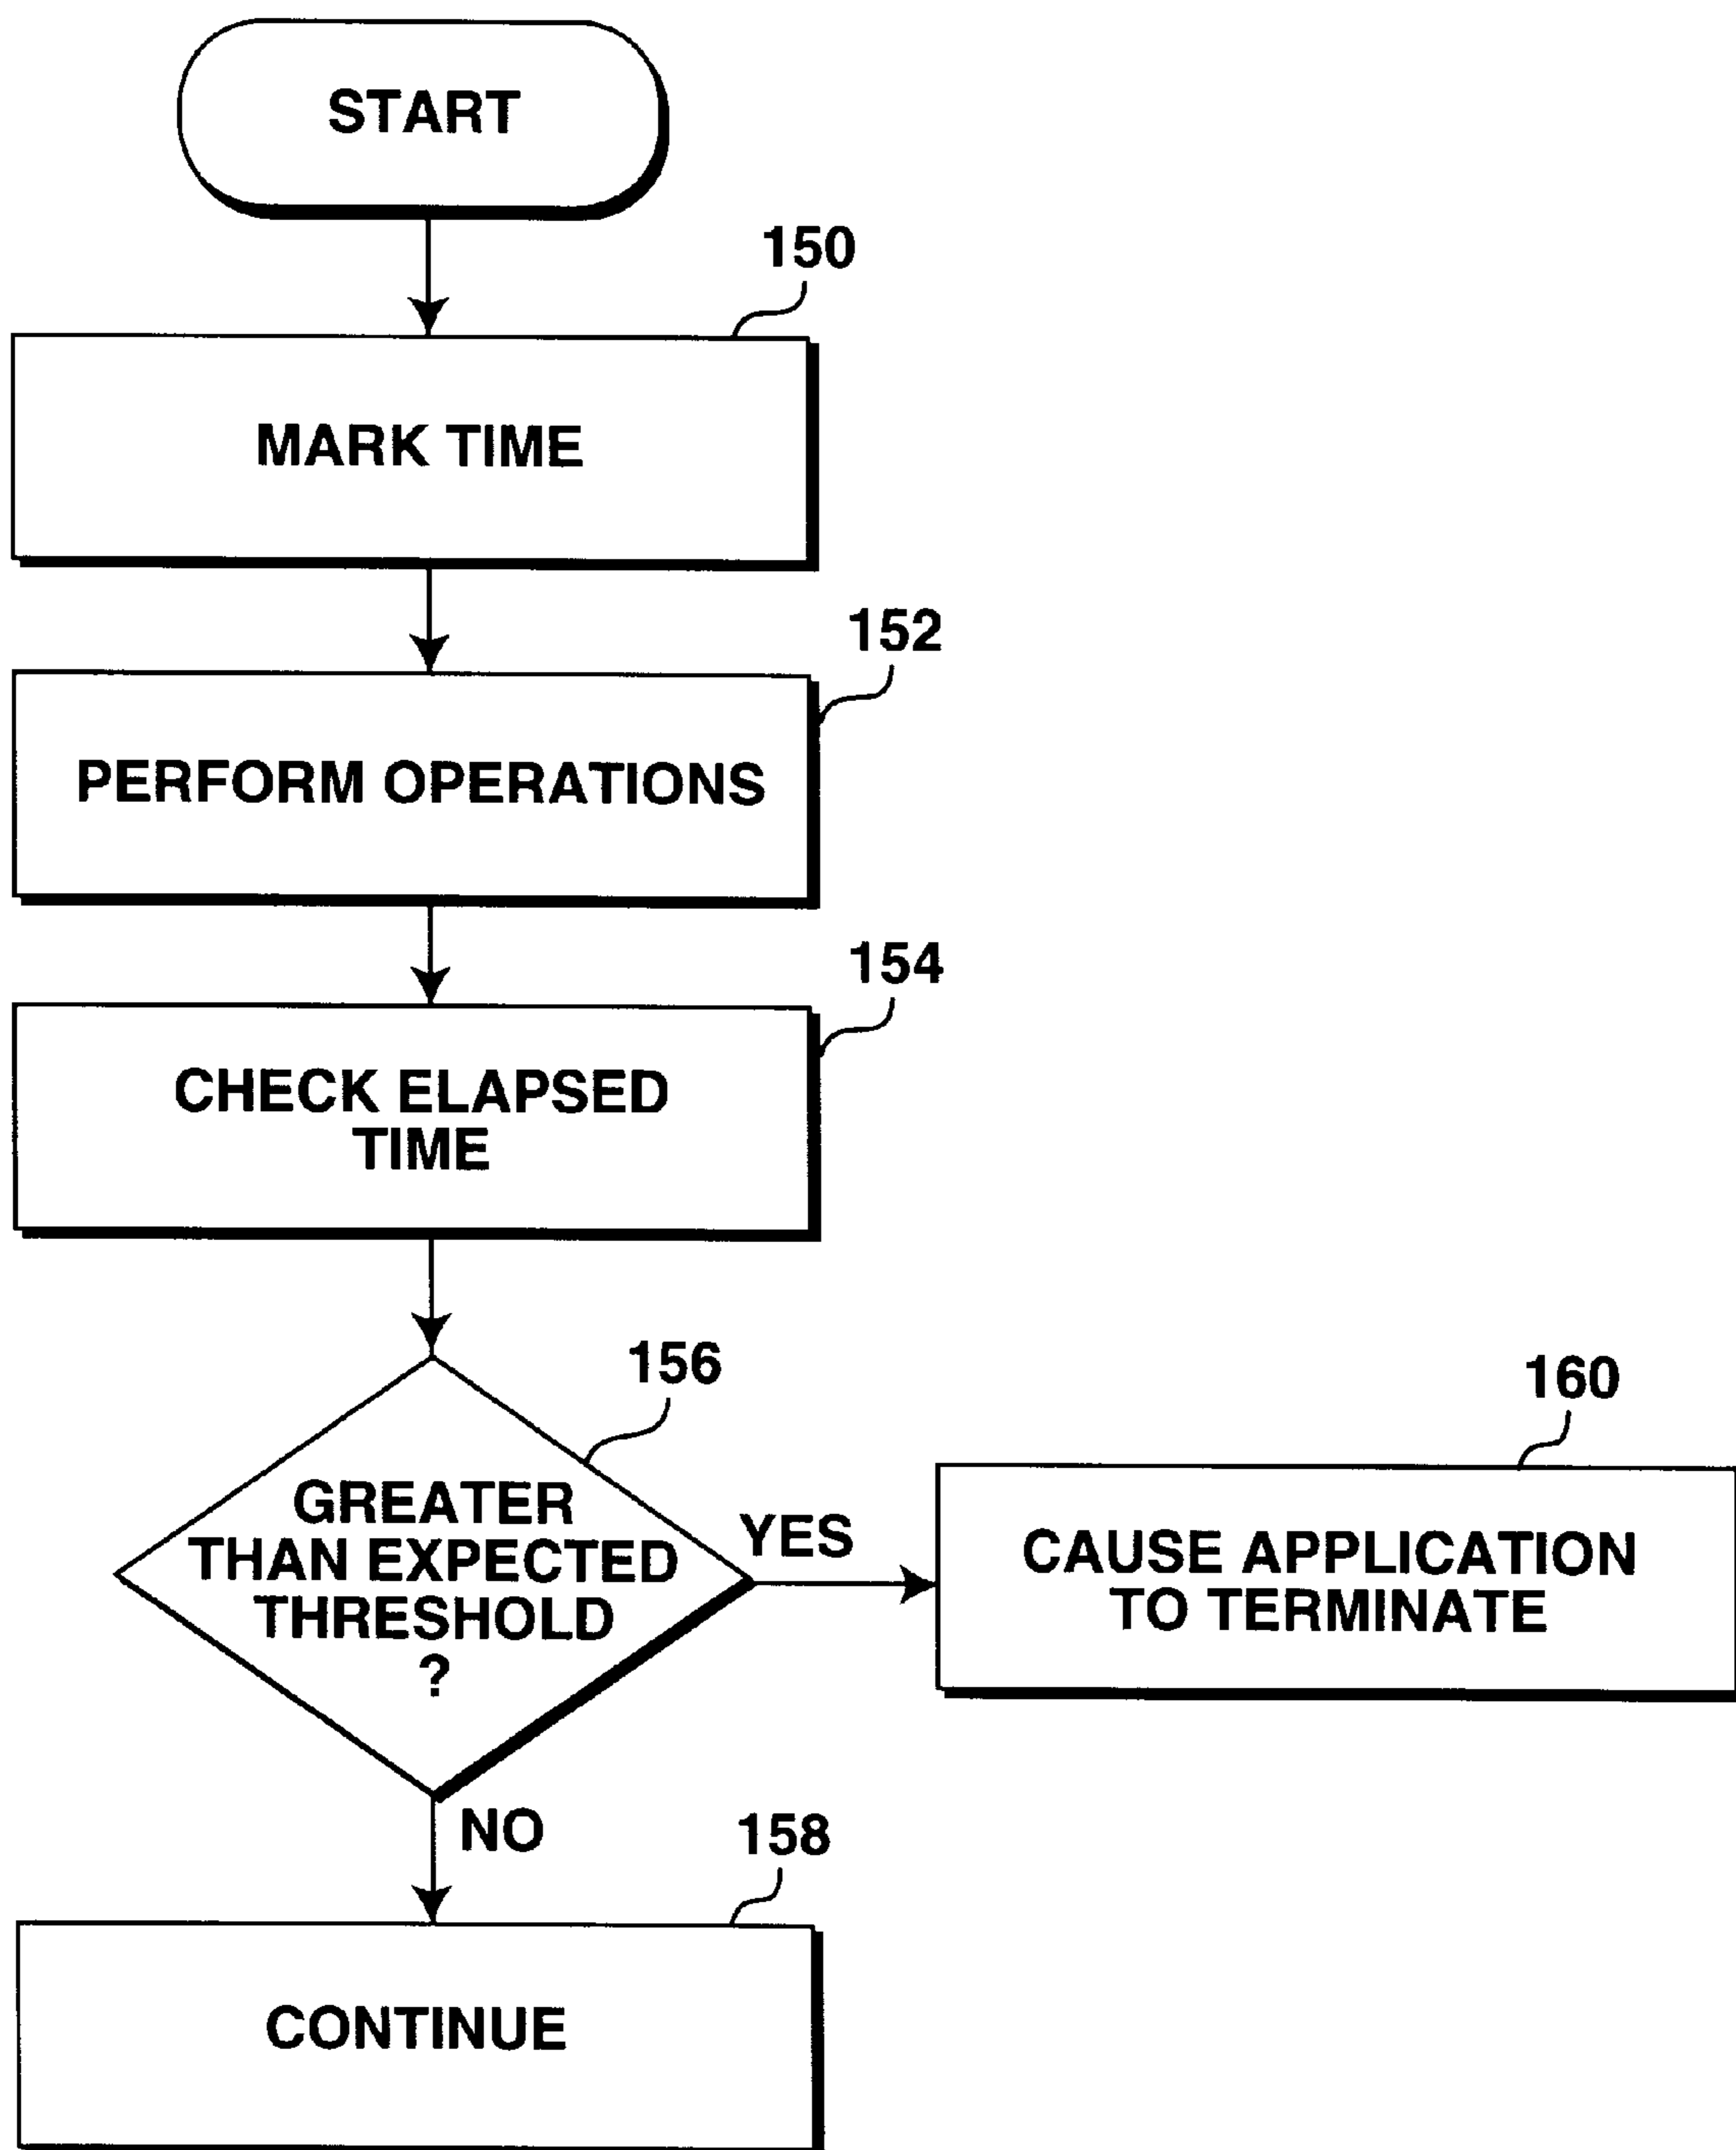 START
150
MARK TIME
152
PERFORM OPERATIONS
154
CHECK ELAPSED
TIME
156
GREATER
THAN EXPECTED
THRESHOLD
?
YES
160
CAUSE APPLICATION
TO TERMINATE
NO
158
CONTINUE